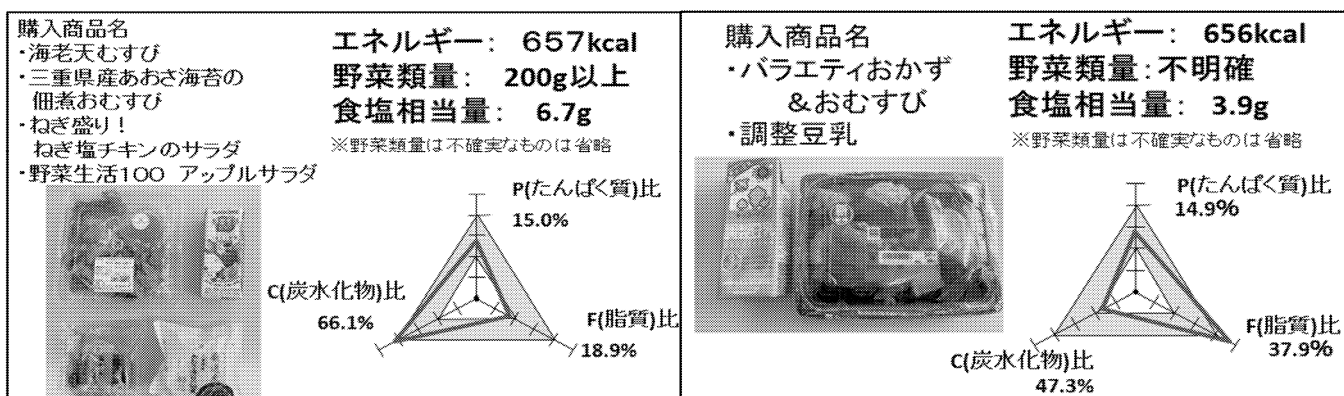 購入商品名
・海老天むすび
・三重県産あおさ海苔の
佃煮おむすび
・ねぎ盛り！
ねぎ塩チキンのサラダ
・野菜生活100 アップルサラダ
エネルギー： 657kcal
野菜類量： 200g以上
食塩相当量： 6.7g
※野菜類量は不確実なものは省略
P(たんぱく質)比
15.0%
C(炭水化物)比
66.1%
F(脂質)比
18.9%
購入商品名
・バラエティおかず
＆おむすび
・調整豆乳
エネルギー： 656kcal
野菜類量：不明確
食塩相当量： 3.9g
※野菜類量は不確実なものは省略
P(たんぱく質)比
14.9%
F(脂質)比
37.9%
C(炭水化物)比
47.3%